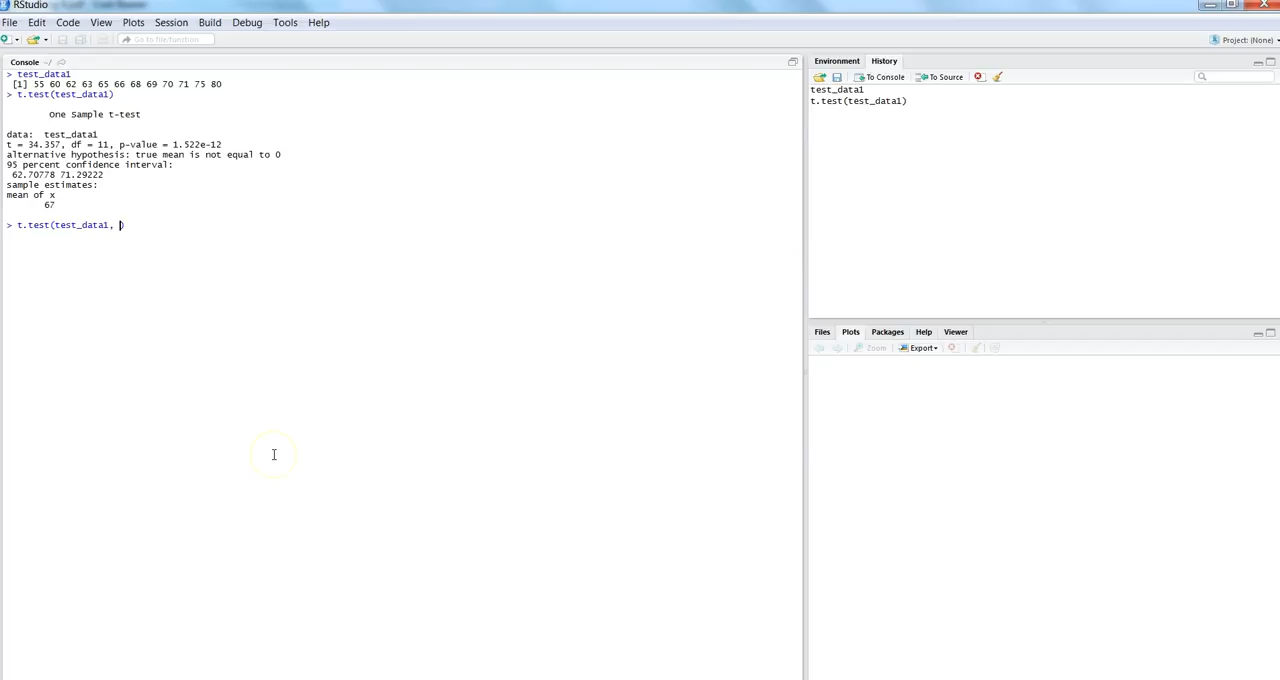 RStudio
File Edit Code View Plots Session Build Debug Tools Help
Go to file/function
Project: (None)
Console ~/
> test_data1
[1] 55 60 62 63 65 66 68 69 70 71 75 80
> t.test(test_data1)
One Sample t-test
data: test_data1
t = 34.357, df = 11, p-value = 1.522e-12
alternative hypothesis: true mean is not equal to 0
95 percent confidence interval:
62.70778 71.29222
sample estimates:
mean of x
67
> t.test(test_data1, )
Environment History
To Console To Source
test_data1
t.test(test_data1)
Files Plots Packages Help Viewer
Zoom Export